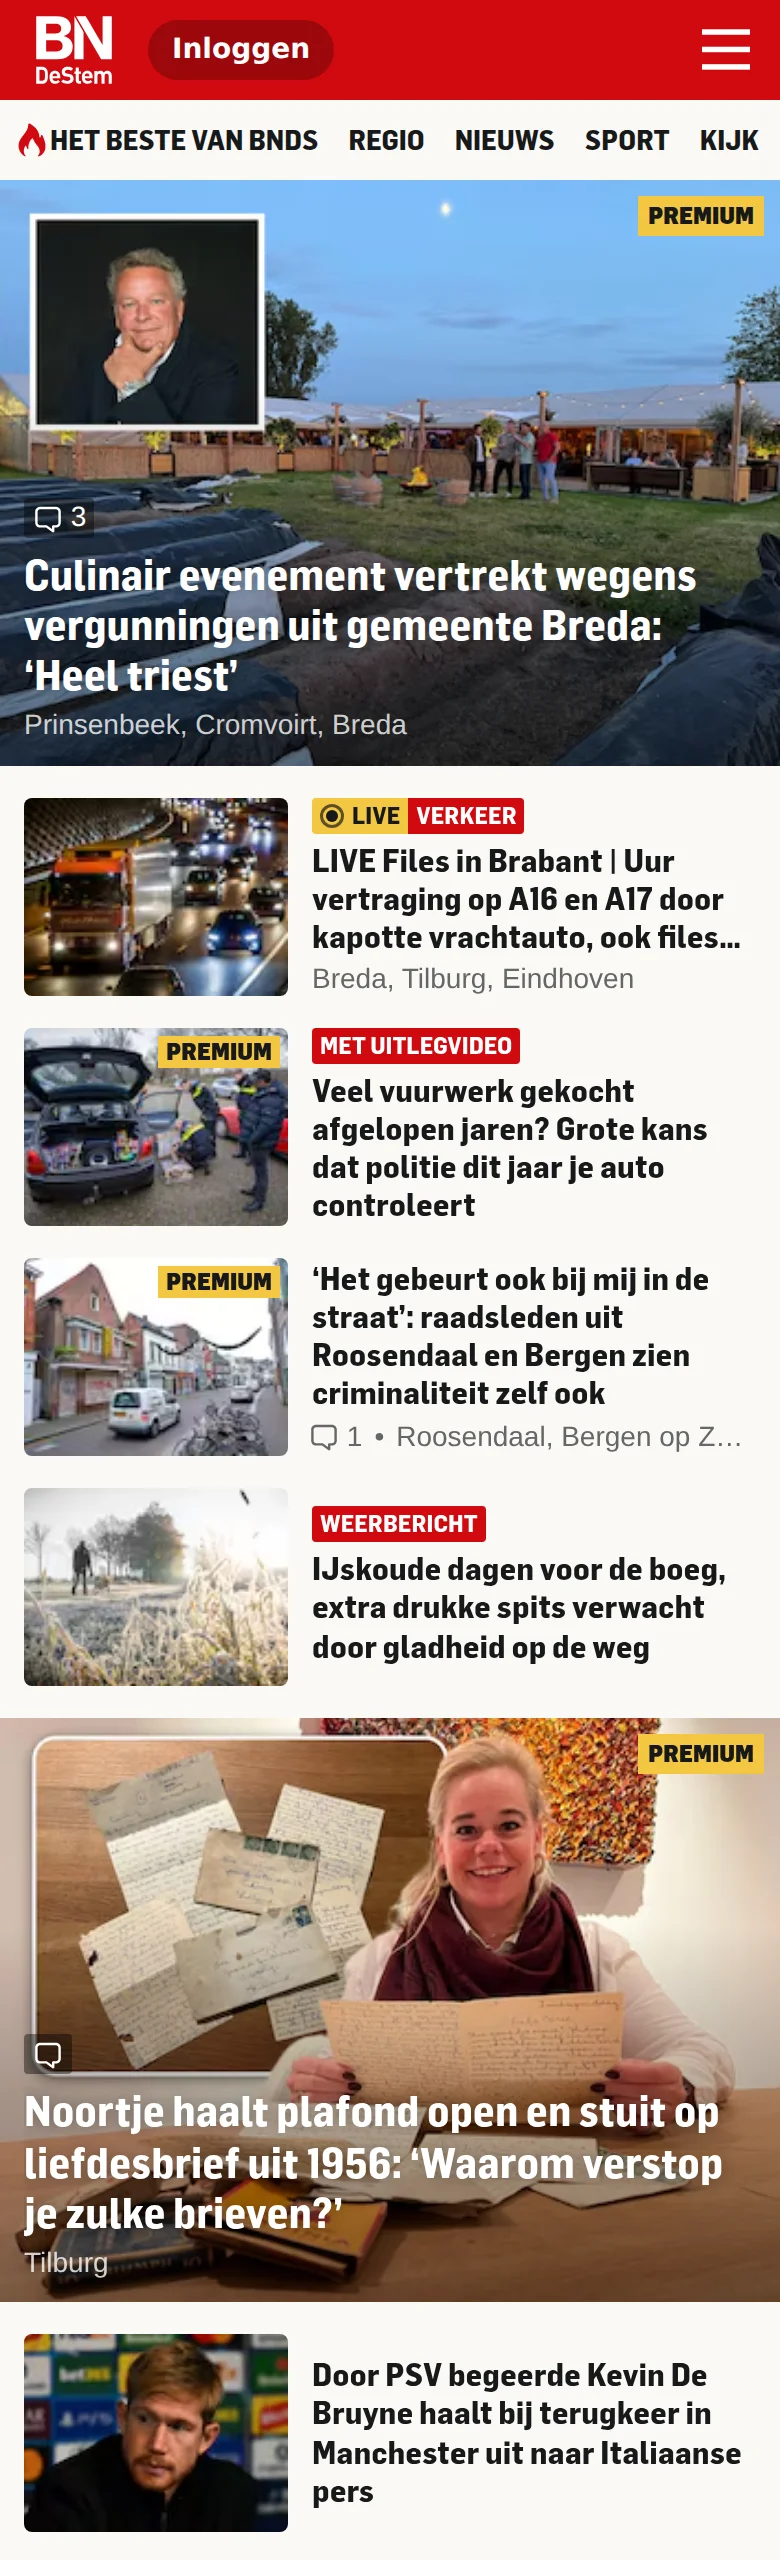 BN
DeStem
Inloggen
HET BESTE VAN BNDS REGIO NIEUWS SPORT KIJK
PREMIUM
3
Culinair evenement vertrekt wegens
vergunningen uit gemeente Breda:
‘Heel triest’
Prinsenbeek, Cromvoirt, Breda
LIVE VERKEER
LIVE Files in Brabant | Uur
vertraging op A16 en A17 door
kapotte vrachtauto, ook files...
Breda, Tilburg, Eindhoven
PREMIUM
MET UITLEGVIDEO
Veel vuurwerk gekocht
afgelopen jaren? Grote kans
dat politie dit jaar je auto
controleert
PREMIUM
‘Het gebeurt ook bij mij in de
straat’: raadsleden uit
Roosendaal en Bergen zien
criminaliteit zelf ook
1 • Roosendaal, Bergen op Z...
WEERBERICHT
IJskoude dagen voor de boeg,
extra drukke spits verwacht
door gladheid op de weg
PREMIUM
Noortje haalt plafond open en stuit op
liefdesbrief uit 1956: ‘Waarom verstop
je zulke brieven?’
Tilburg
Door PSV begeerde Kevin De
Bruyne haalt bij terugkeer in
Manchester uit naar Italiaanse
pers